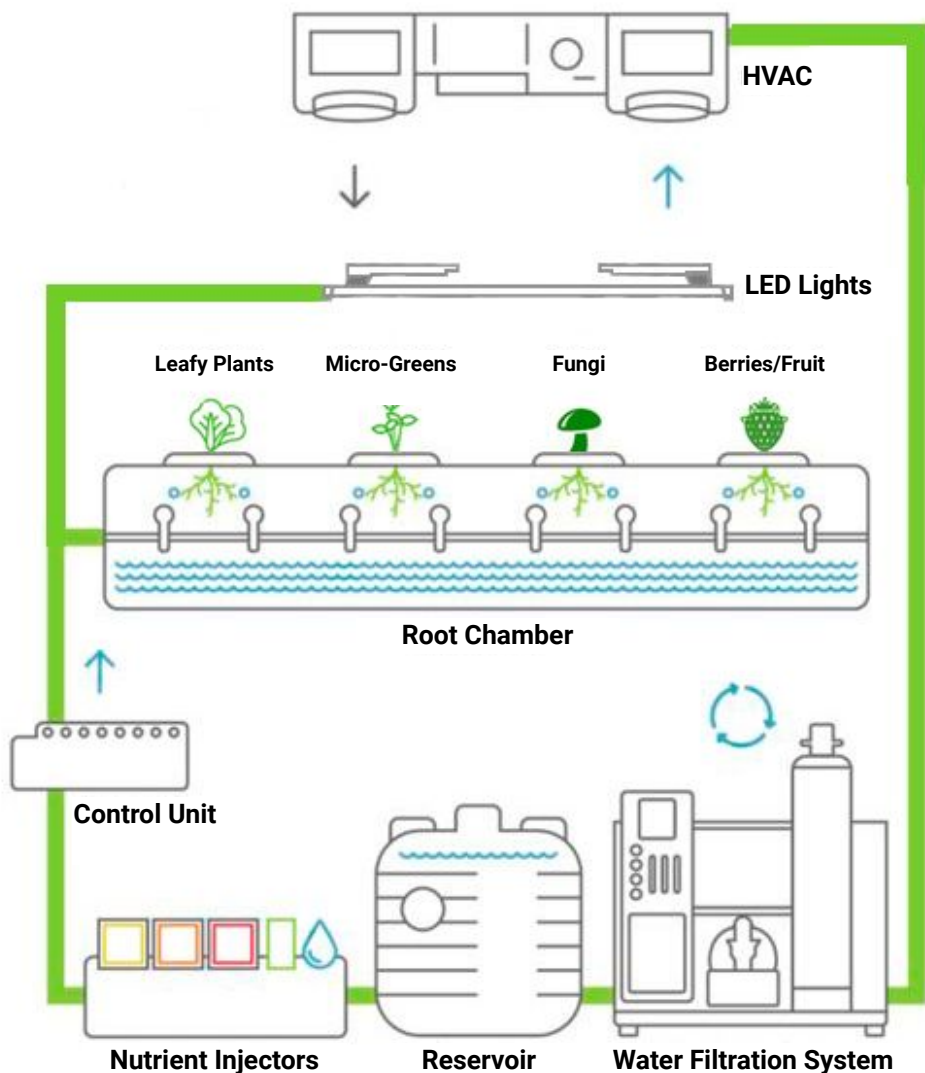 HVAC
LED Lights
Leafy Plants
Micro-Greens
Fungi
Berries/Fruit
Root Chamber
Control Unit
Nutrient Injectors
Reservoir
Water Filtration System